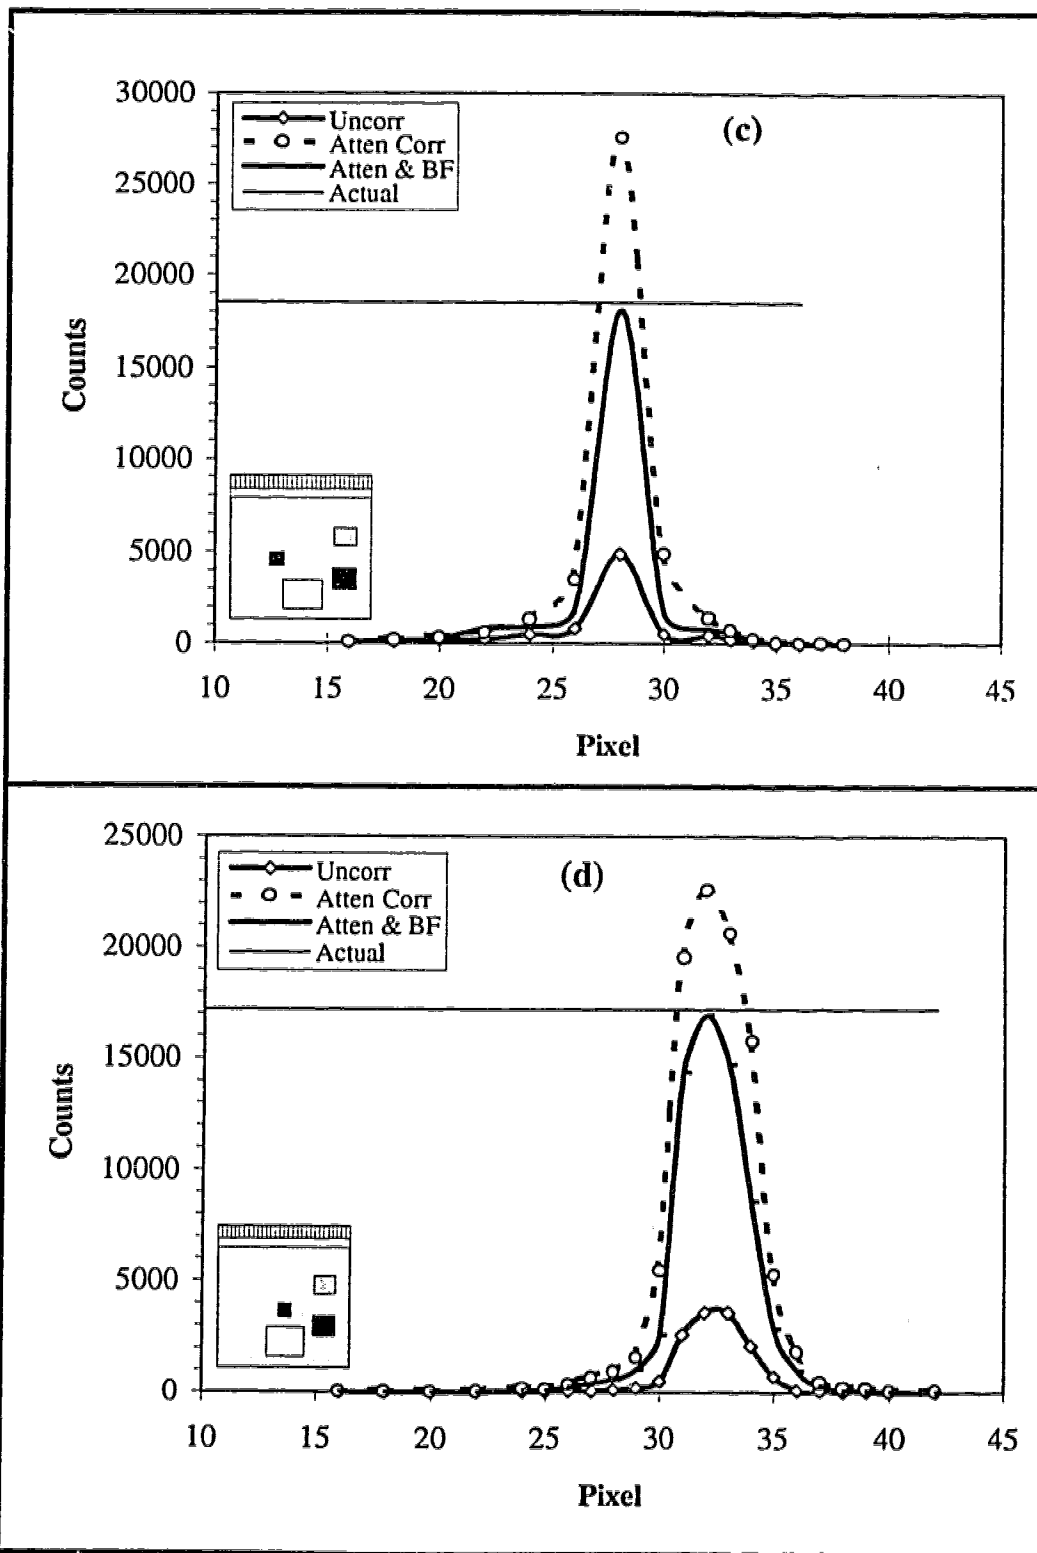 30000
25000
20000
15000
10000
5000
0
Counts
Uncorr
Atten Corr
Atten & BF
Actual
(c)
10 15 20 25 30 35 40 45
Pixel
25000
20000
15000
10000
5000
0
Counts
Uncorr
Atten Corr
Atten & BF
Actual
(d)
10 15 20 25 30 35 40 45
Pixel